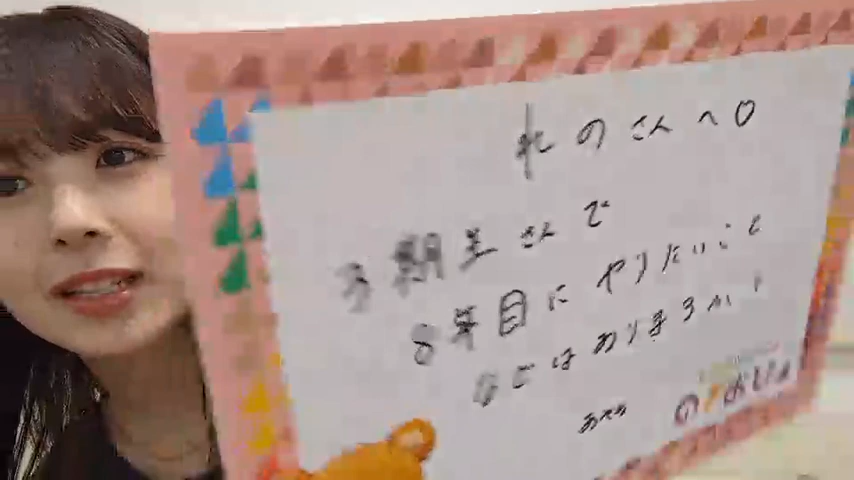 れのさんへ
3期生さんで
8年目にやりたいこと
などはありますか